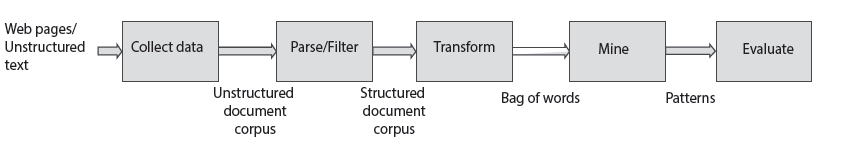 Web pages/
Unstructured
text
Collect data
Parse/Filter
Transform
Mine
Evaluate
Unstructured
document
corpus
Structured
document
corpus
Bag of words
Patterns